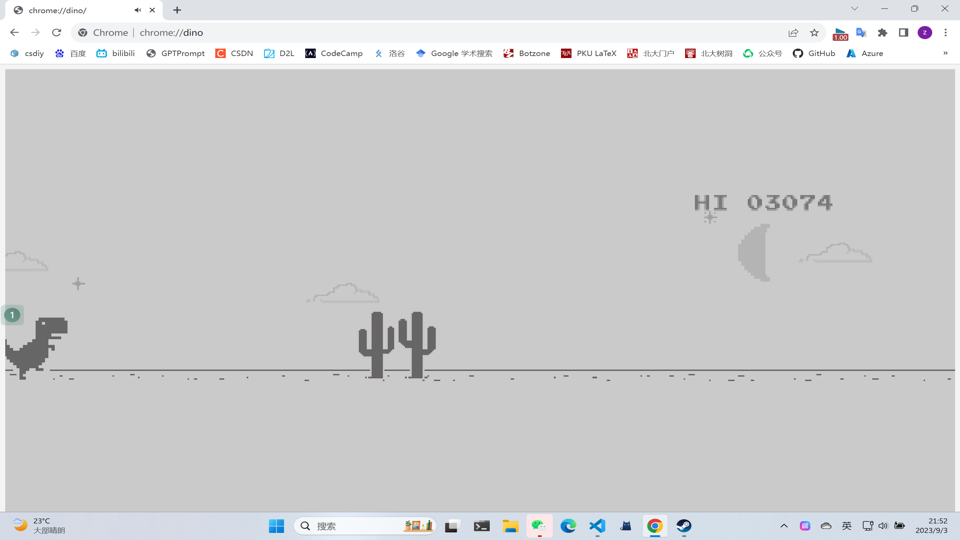 chrome://dino/
Chrome | chrome://dino
1.00
z
csdiy 百度 bilibili GPTPrompt CSDN D2L CodeCamp 洛谷 Google 学术搜索 Botzone PKU LaTeX 北大门户 北大树洞 公众号 GitHub Azure »
HI 03074
1
23°C
大部晴朗
搜索
英
21:52
2023/9/3